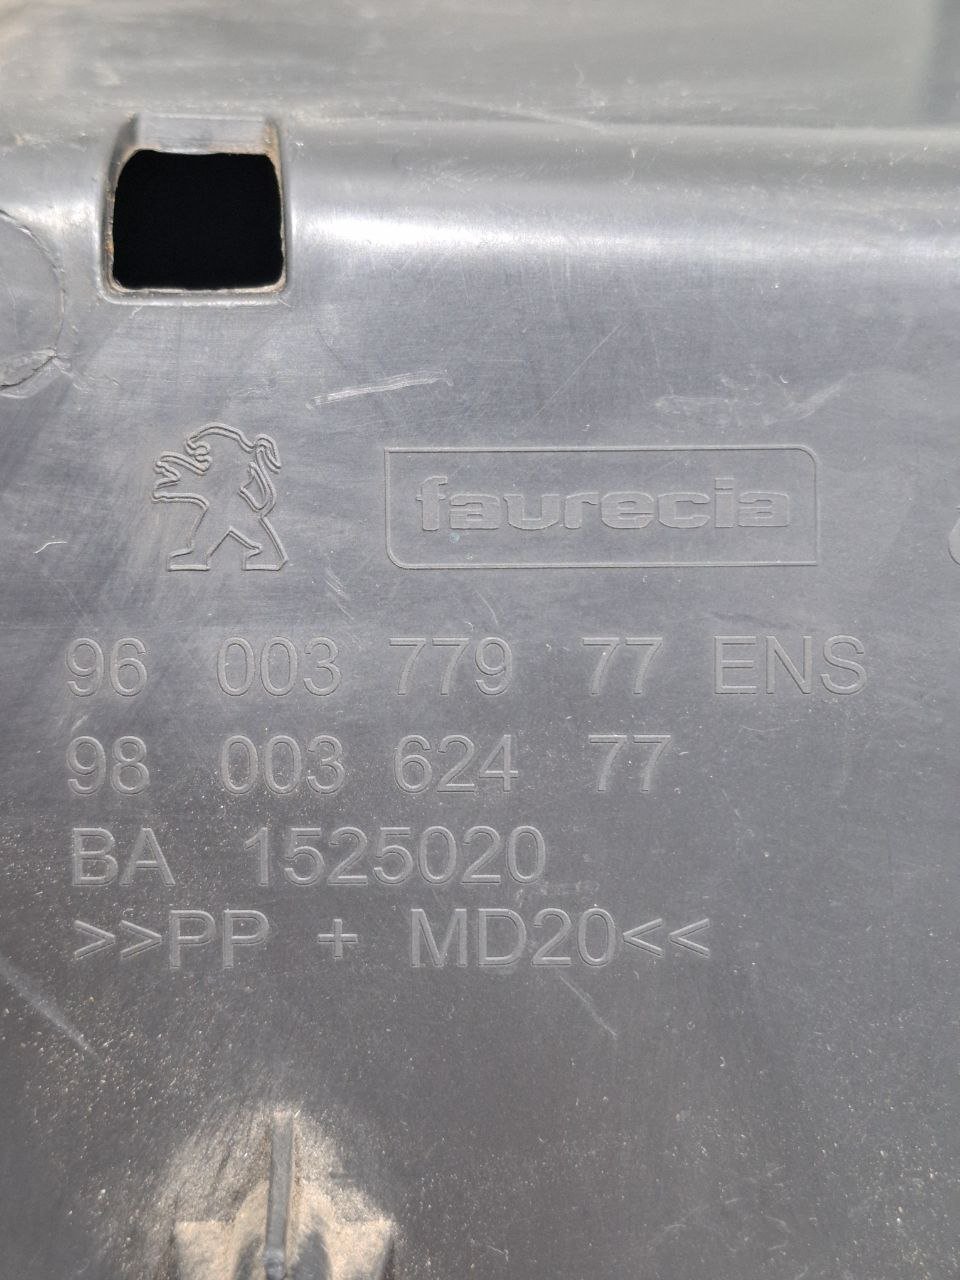 faurecia
96 003 779 77 ENS
98 003 624 77
BA 1525020
>>PP + MD20<<